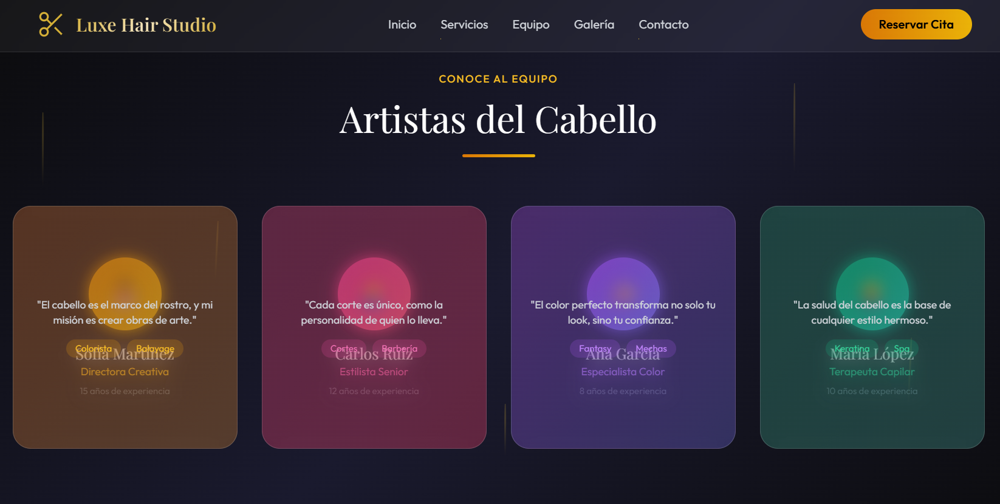 Luxe Hair Studio
Inicio Servicios Equipo Galería Contacto
Reservar Cita
CONOCE AL EQUIPO
Artistas del Cabello
"El cabello es el marco del rostro, y mi
misión es crear obras de arte."
Colorista Balayage
Sofía Martínez
Directora Creativa
15 años de experiencia
"Cada corte es único, como la
personalidad de quien lo lleva."
Cortes Barbería
Carlos Ruiz
Estilista Senior
12 años de experiencia
"El color perfecto transforma no solo tu
look, sino tu confianza."
Fantasy Mechas
Ana García
Especialista Color
8 años de experiencia
"La salud del cabello es la base de
cualquier estilo hermoso."
Keratina Spa
María López
Terapeuta Capilar
10 años de experiencia